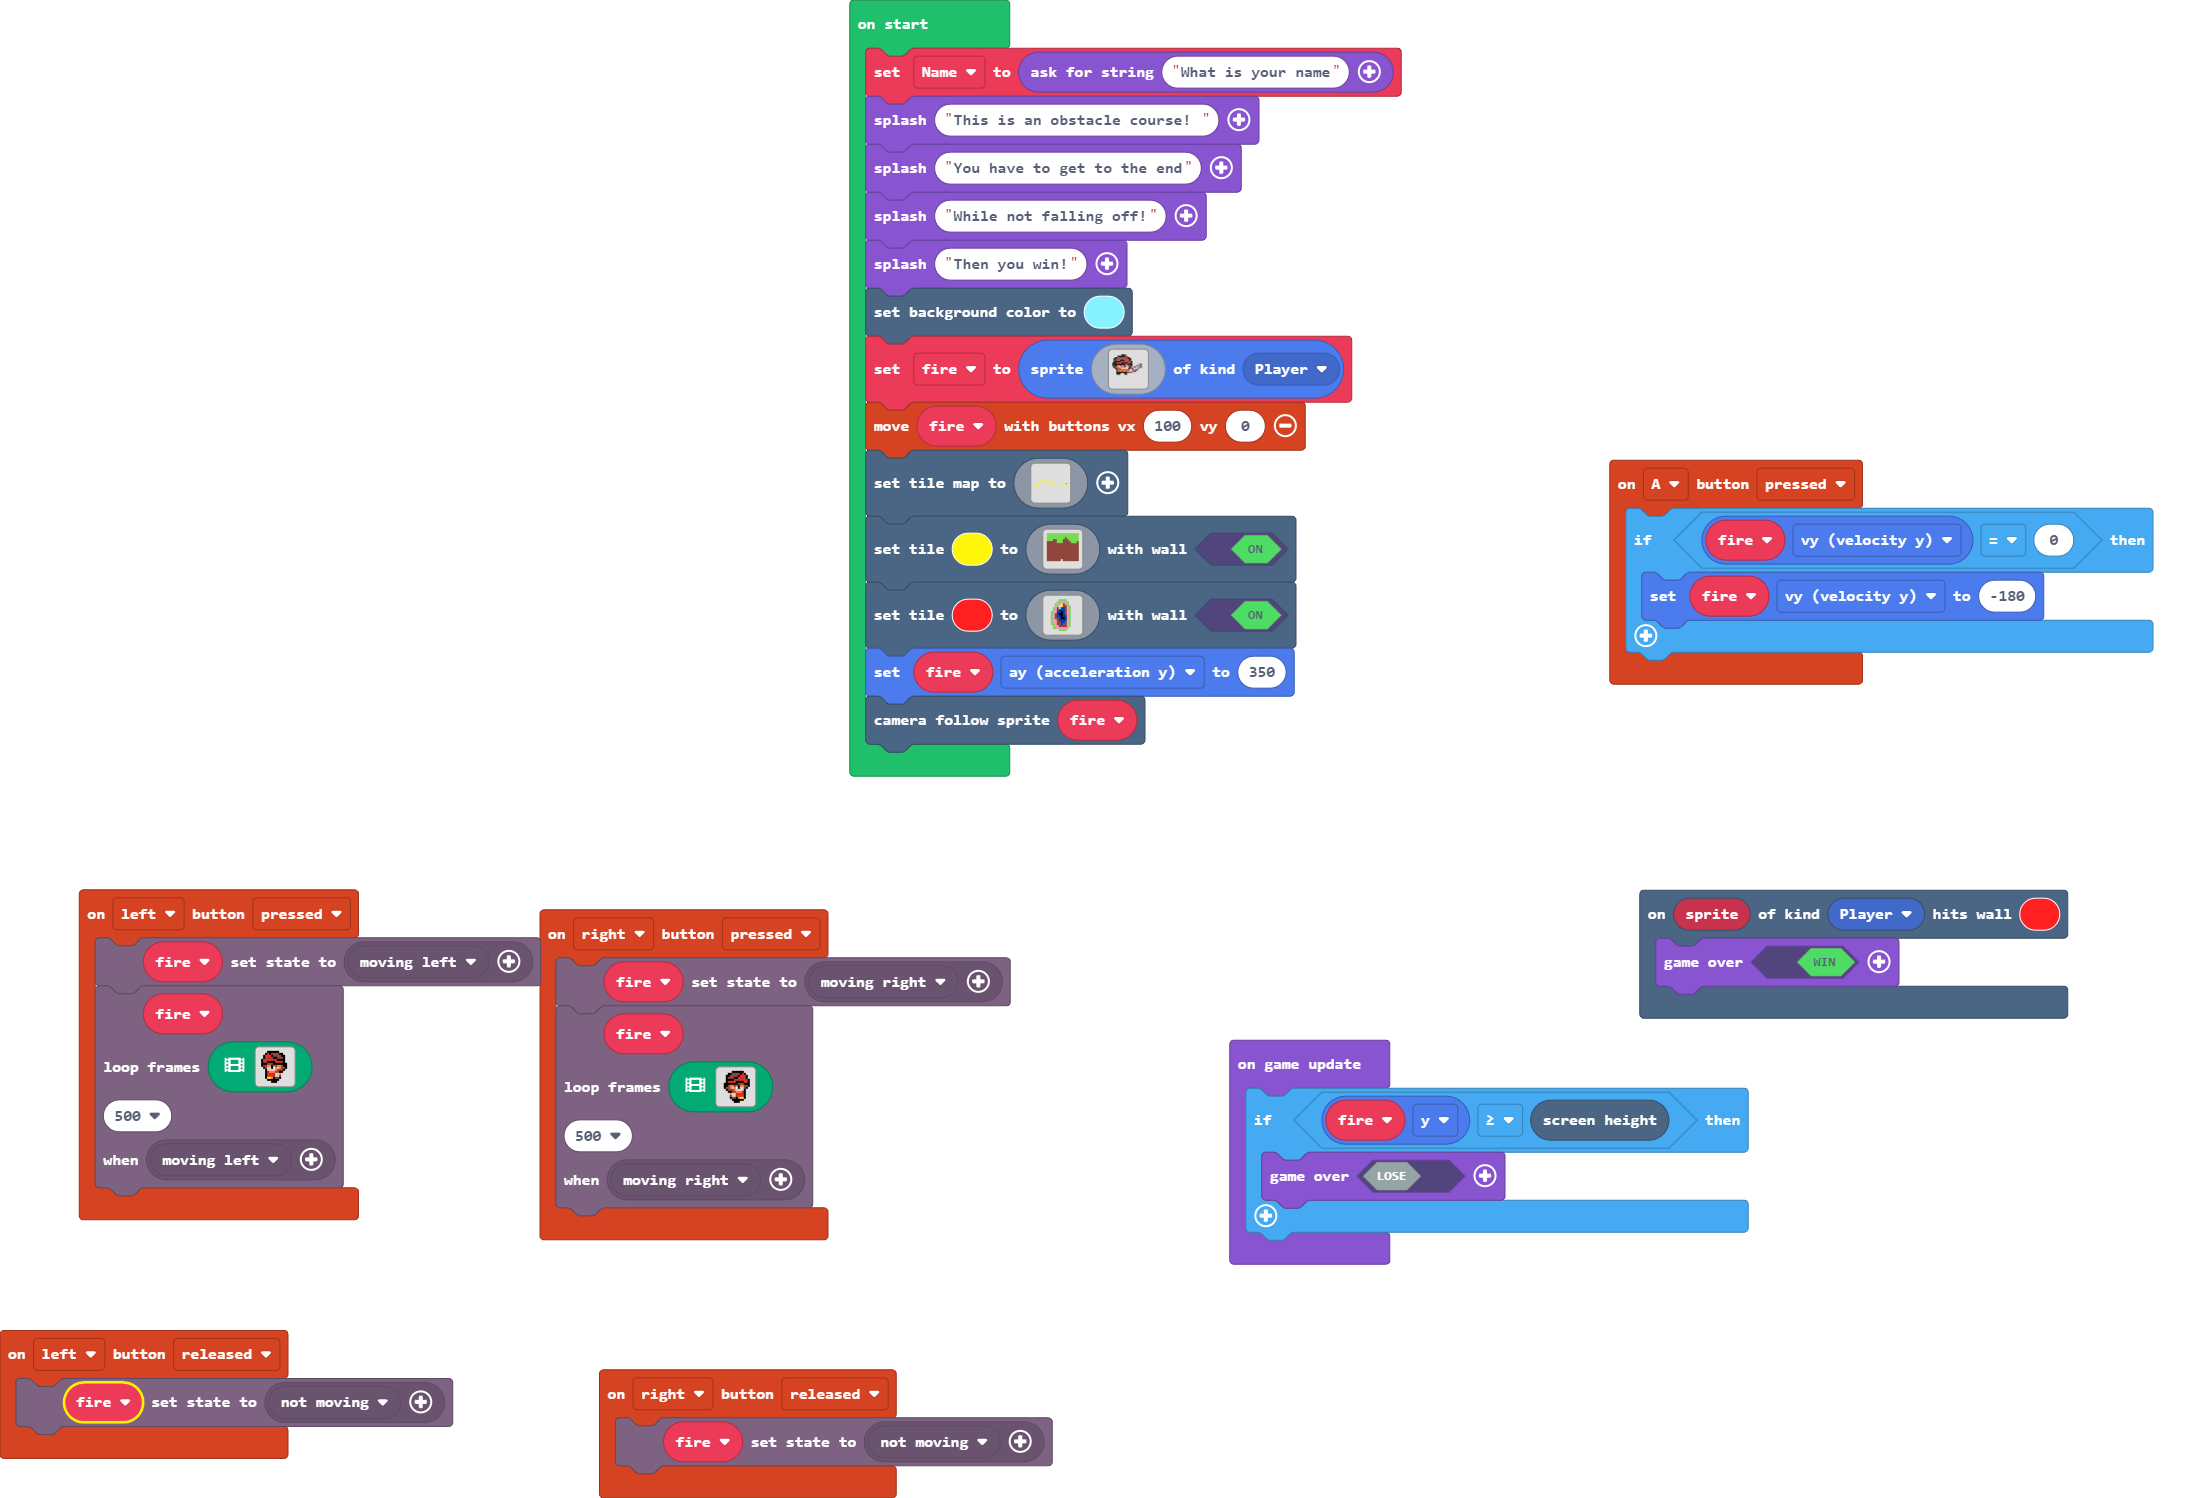 on start
set Name to ask for string "What is your name"
splash "This is an obstacle course! "
splash "You have to get to the end"
splash "While not falling off!"
splash "Then you win!"
set background color to
set fire to sprite of kind Player
move fire with buttons vx 100 vy 0
set tile map to
set tile to with wall ON
set tile to with wall ON
set fire ay (acceleration y) to 350
camera follow sprite fire
on A button pressed
if fire vy (velocity y) = 0 then
set fire vy (velocity y) to -180
on left button pressed
fire set state to moving left
fire
loop frames
500
when moving left
on right button pressed
fire set state to moving right
fire
loop frames
500
when moving right
on sprite of kind Player hits wall
game over WIN
on game update
if fire y ≥ screen height then
game over LOSE
on left button released
fire set state to not moving
on right button released
fire set state to not moving